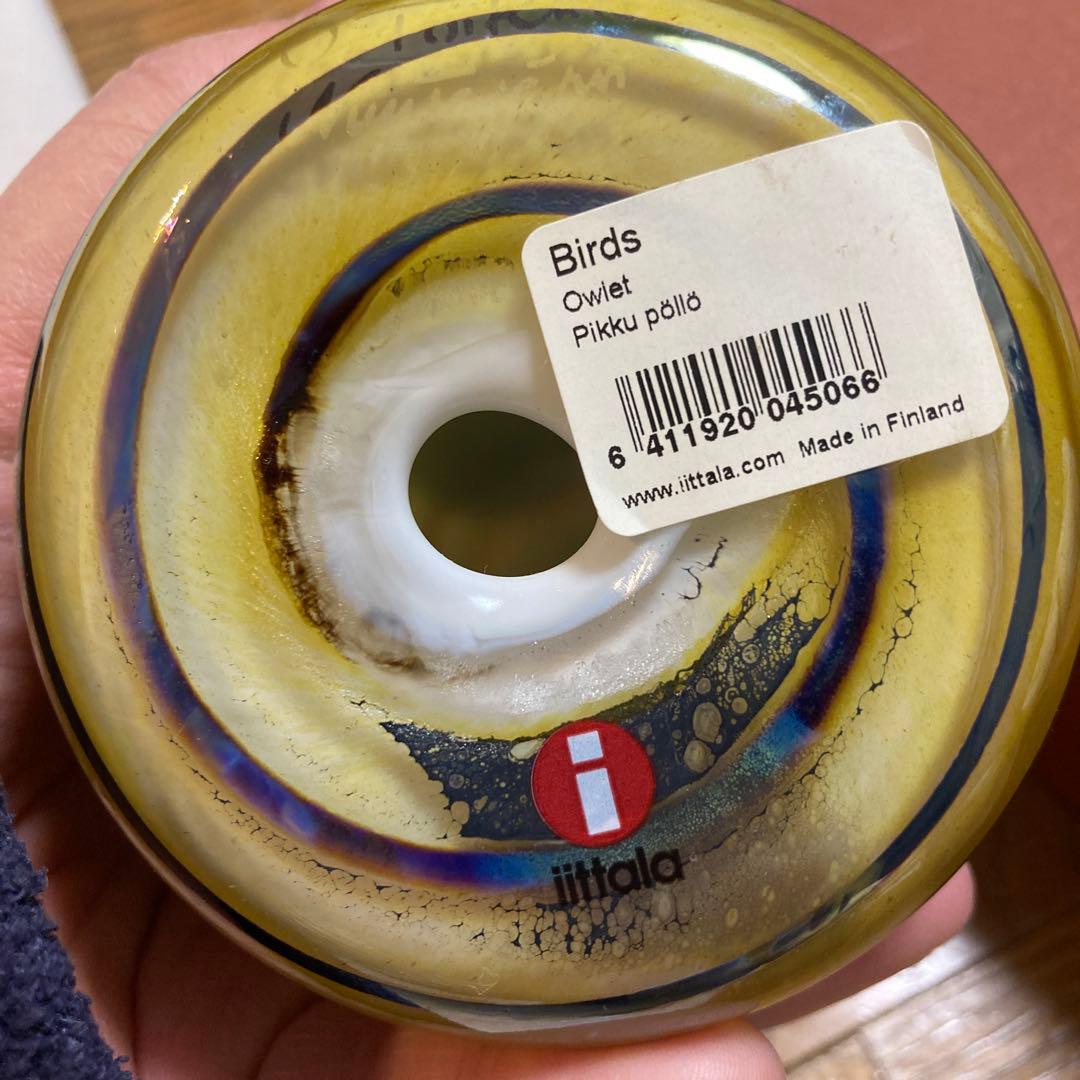 Birds
Owlet
Pikku pöllö
6 411920 045066
www.iittala.com Made in Finland
i
iittala